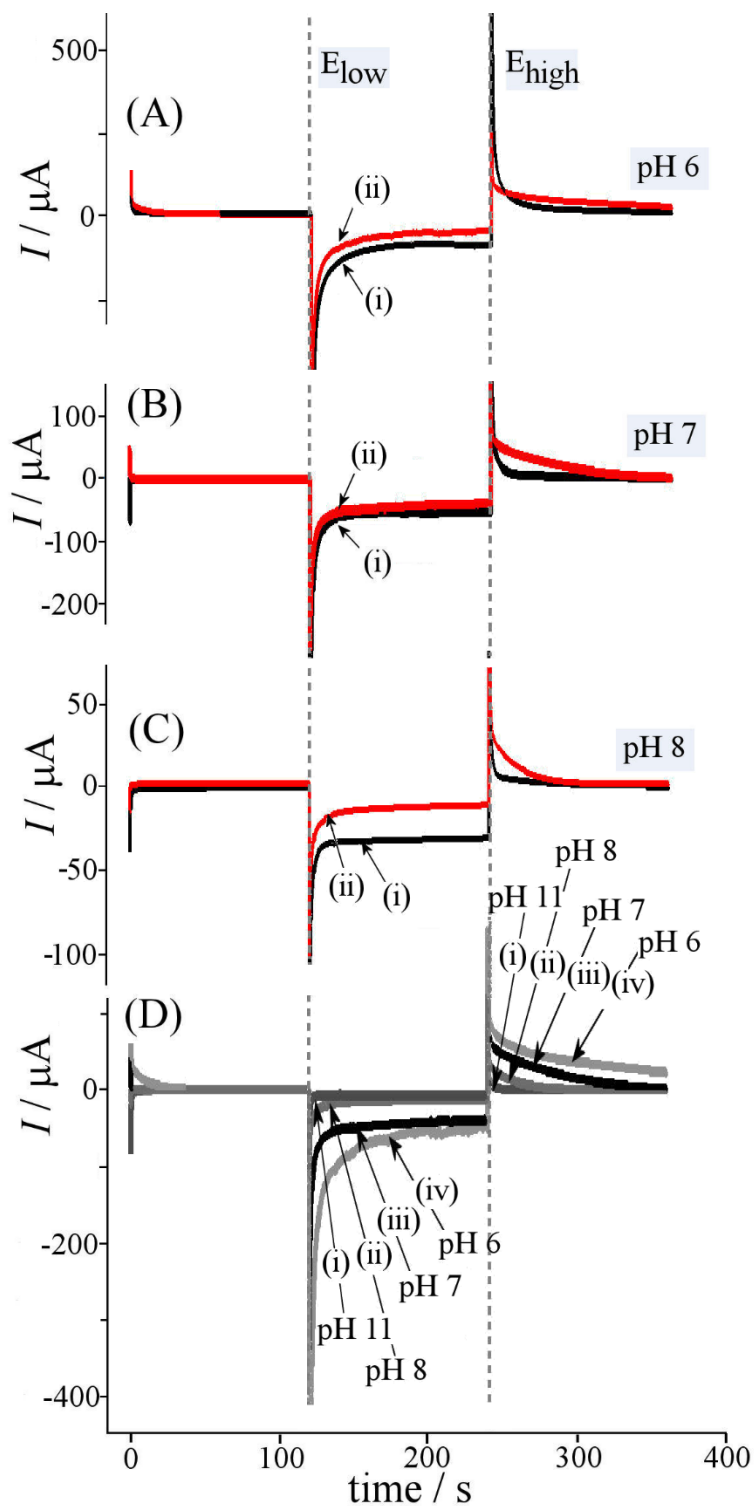 E_low
E_high
(A)
500
0
I / μA
pH 6
(ii)
(i)
(B)
100
0
-100
-200
I / μA
pH 7
(ii)
(i)
(C)
50
0
-50
-100
I / μA
pH 8
(ii)
(i)
(D)
0
-200
-400
I / μA
pH 11
pH 8
pH 7
pH 6
(i)
(ii)
(iii)
(iv)
(iv)
(iii)
(ii)
(i)
pH 6
pH 7
pH 11
pH 8
0
100
200
300
400
time / s